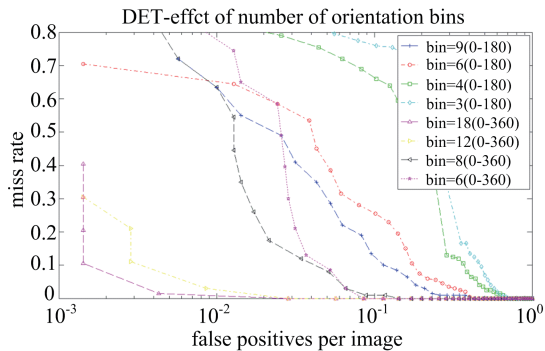 DET-effct of number of orientation bins
0.8
0.7
0.6
0.5
0.4
0.3
0.2
0.1
0
miss rate
bin=9(0-180)
bin=6(0-180)
bin=4(0-180)
bin=3(0-180)
bin=18(0-360)
bin=12(0-360)
bin=8(0-360)
bin=6(0-360)
10^-3 10^-2 10^-1 10^0
false positives per image